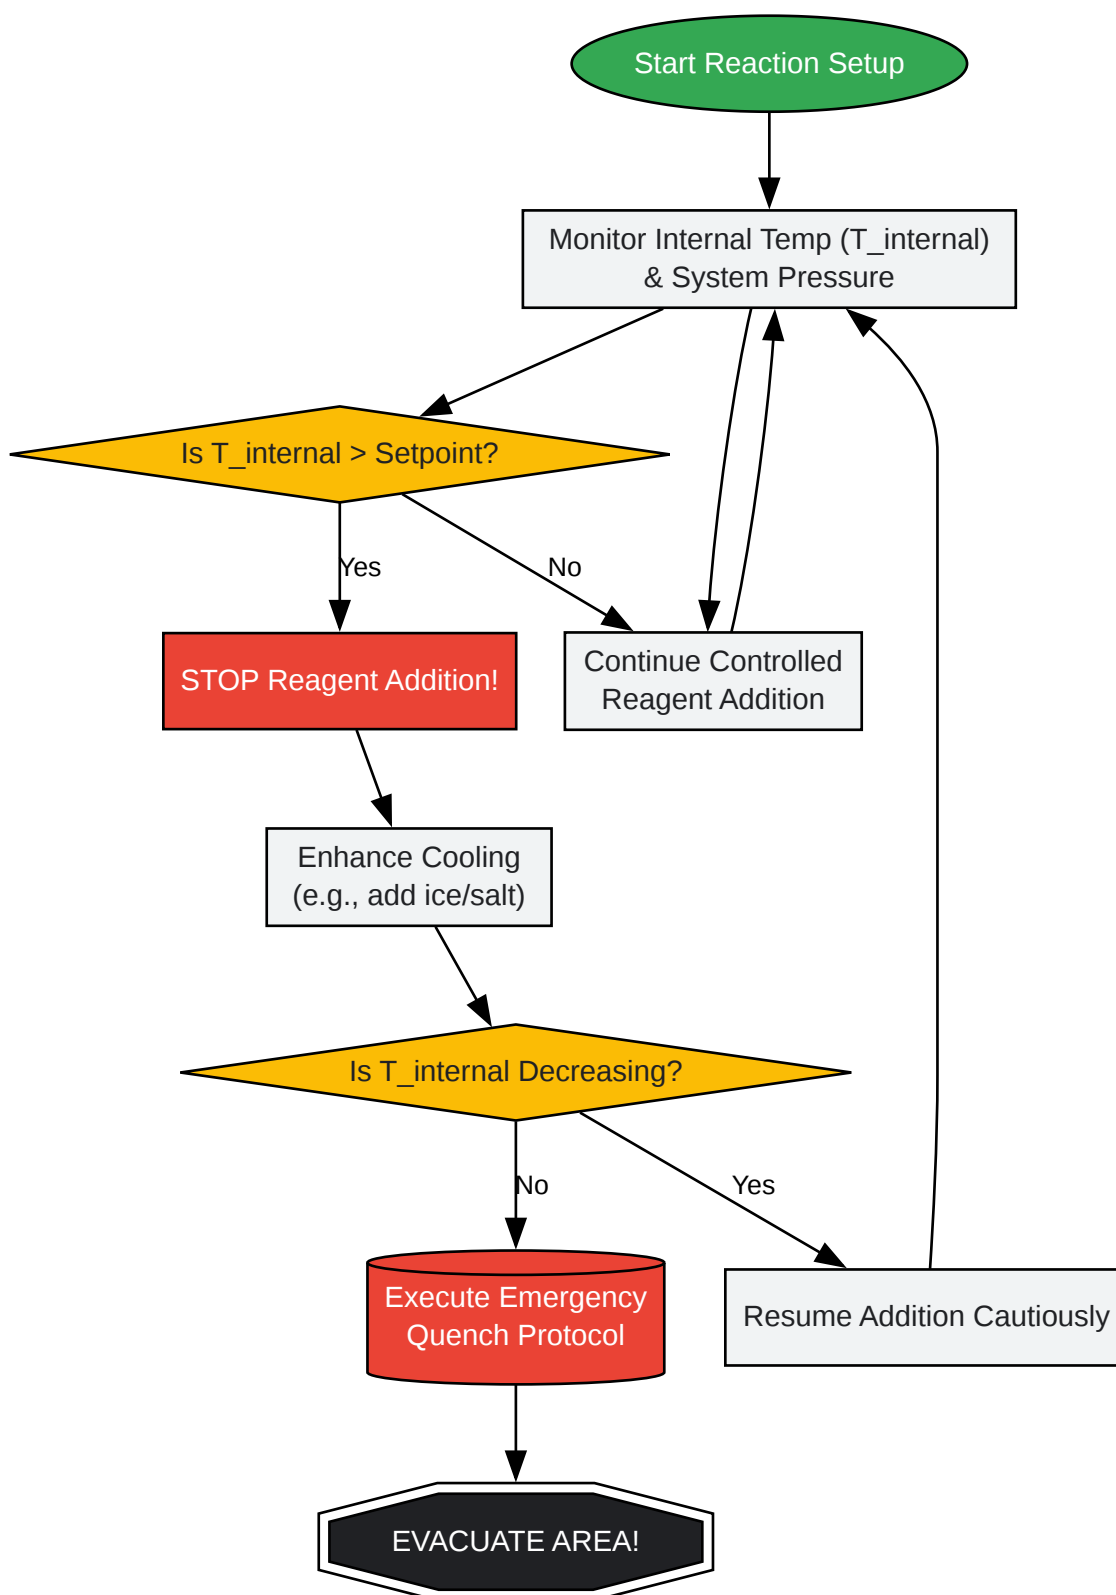 Start Reaction Setup
Monitor Internal Temp (T_internal)
& System Pressure
Is T_internal > Setpoint?
Yes
No
STOP Reagent Addition!
Continue Controlled
Reagent Addition
Enhance Cooling
(e.g., add ice/salt)
Is T_internal Decreasing?
No
Yes
Execute Emergency
Quench Protocol
Resume Addition Cautiously
EVACUATE AREA!